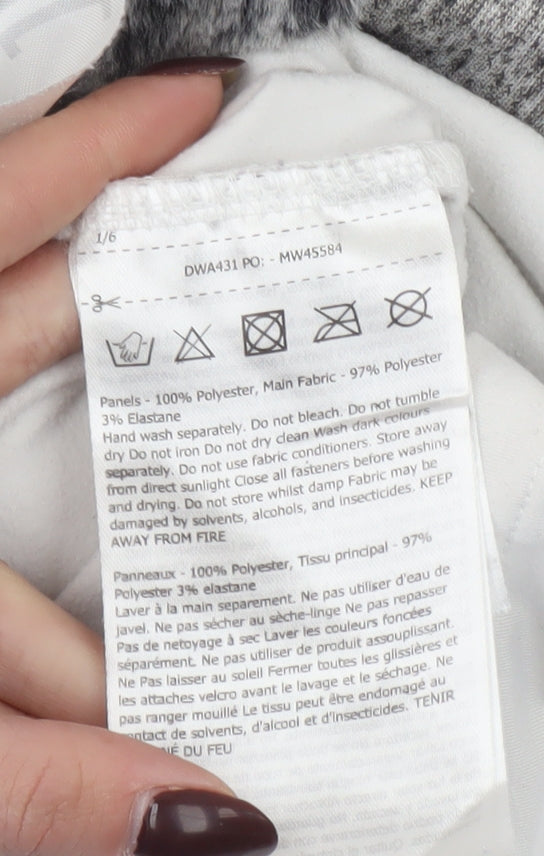 1/6
DWA431 PO: - MW45584
Panels - 100% Polyester, Main Fabric - 97% Polyester
3% Elastane
Hand wash separately. Do not bleach. Do not tumble
dry Do not iron Do not dry clean Wash dark colours
separately. Do not use fabric conditioners. Store away
from direct sunlight Close all fasteners before washing
and drying. Do not store whilst damp Fabric may be
damaged by solvents, alcohols, and insecticides. KEEP
AWAY FROM FIRE
Panneaux - 100% Polyester, Tissu principal - 97%
Polyester 3% elastane
Laver à la main separement. Ne pas utiliser d'eau de
javel. Ne pas sécher au sèche-linge Ne pas repasser
Pas de nettoyage à sec Laver les couleurs foncées
séparément. Ne pas utiliser de produit assouplissant.
Ne Pas laisser au soleil Fermer toutes les glissières et
les attaches velcro avant le lavage et le séchage. Ne
pas ranger mouillé Le tissu peut être endomagé au
contact de solvents, d'alcool et d'insecticides. TENIR
DU FEU